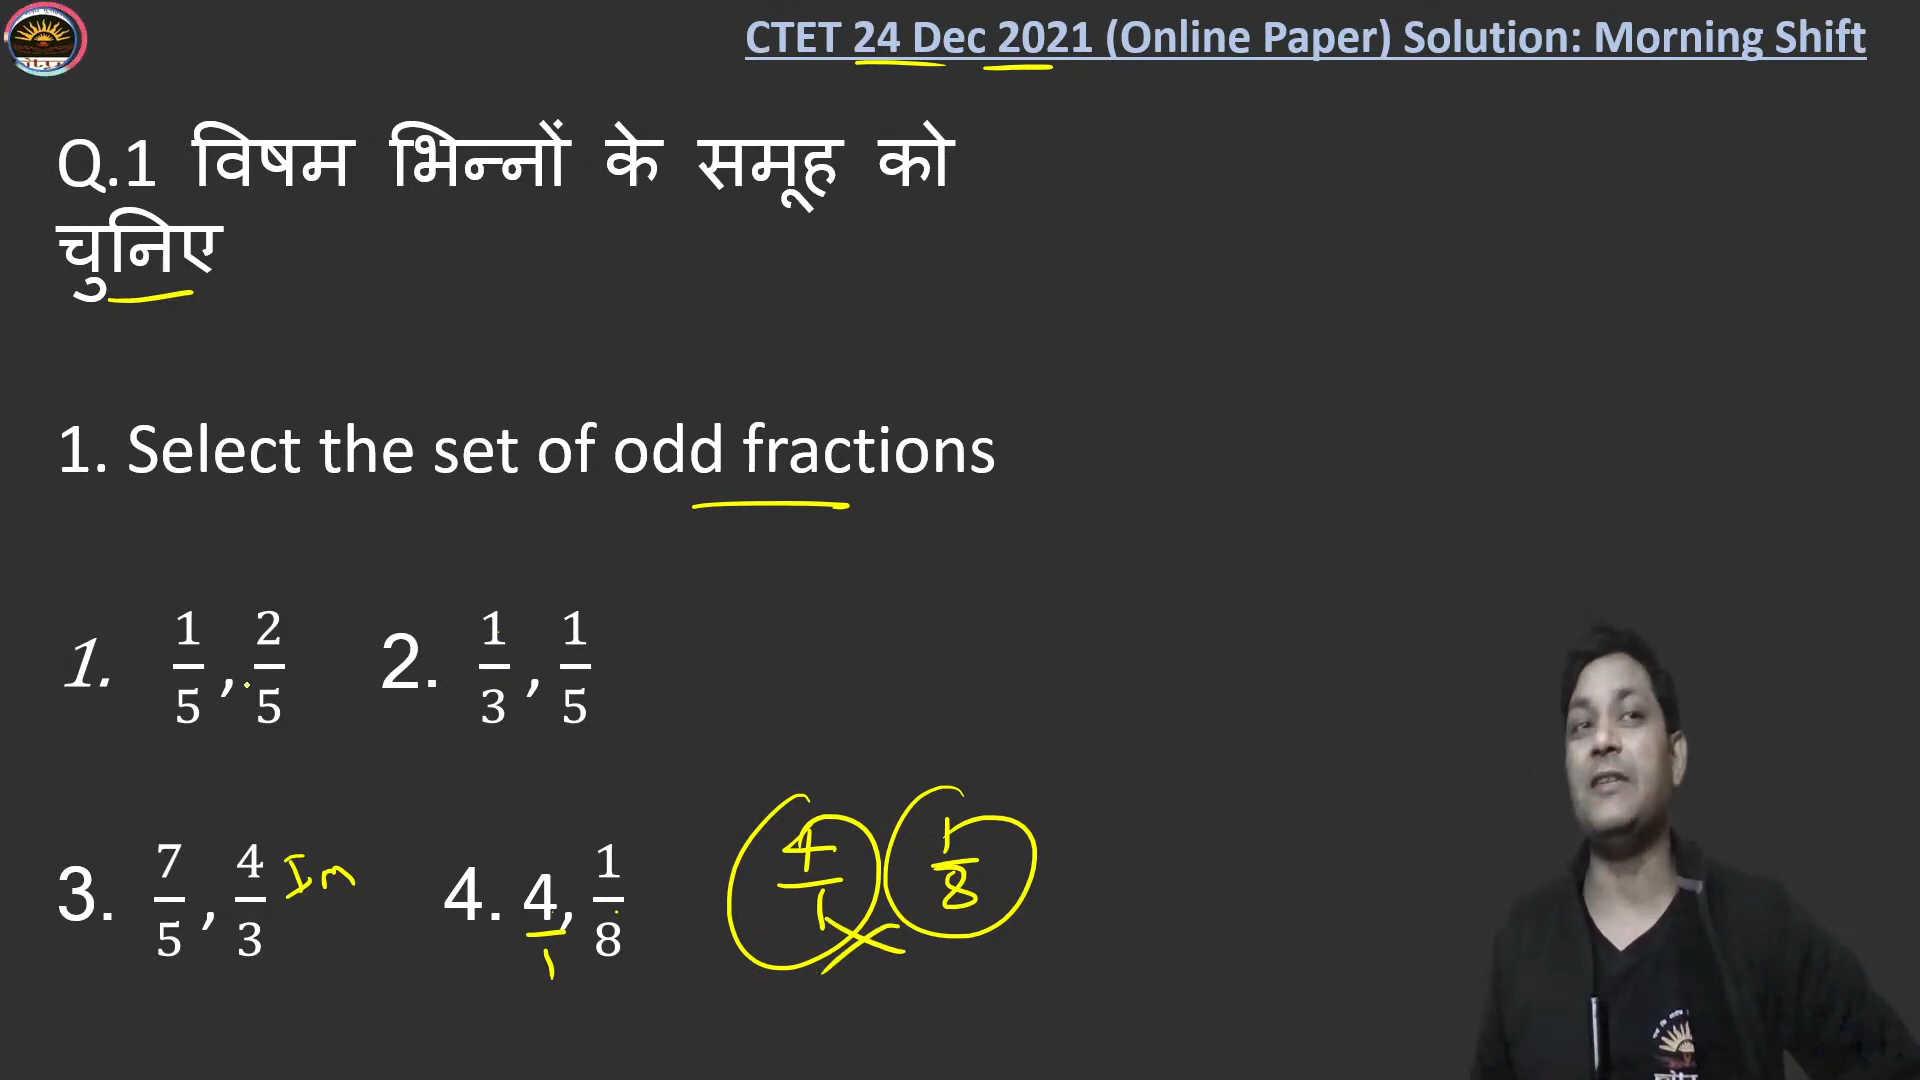 CTET 24 Dec 2021 (Online Paper) Solution: Morning Shift
Q.1 विषम भिन्नों के समूह को
चुनिए
1. Select the set of odd fractions
1. 1/5 , 2/5 2. 1/3 , 1/5
3. 7/5 , 4/3 Im 4. 4/1, 1/8 4/1 1/8